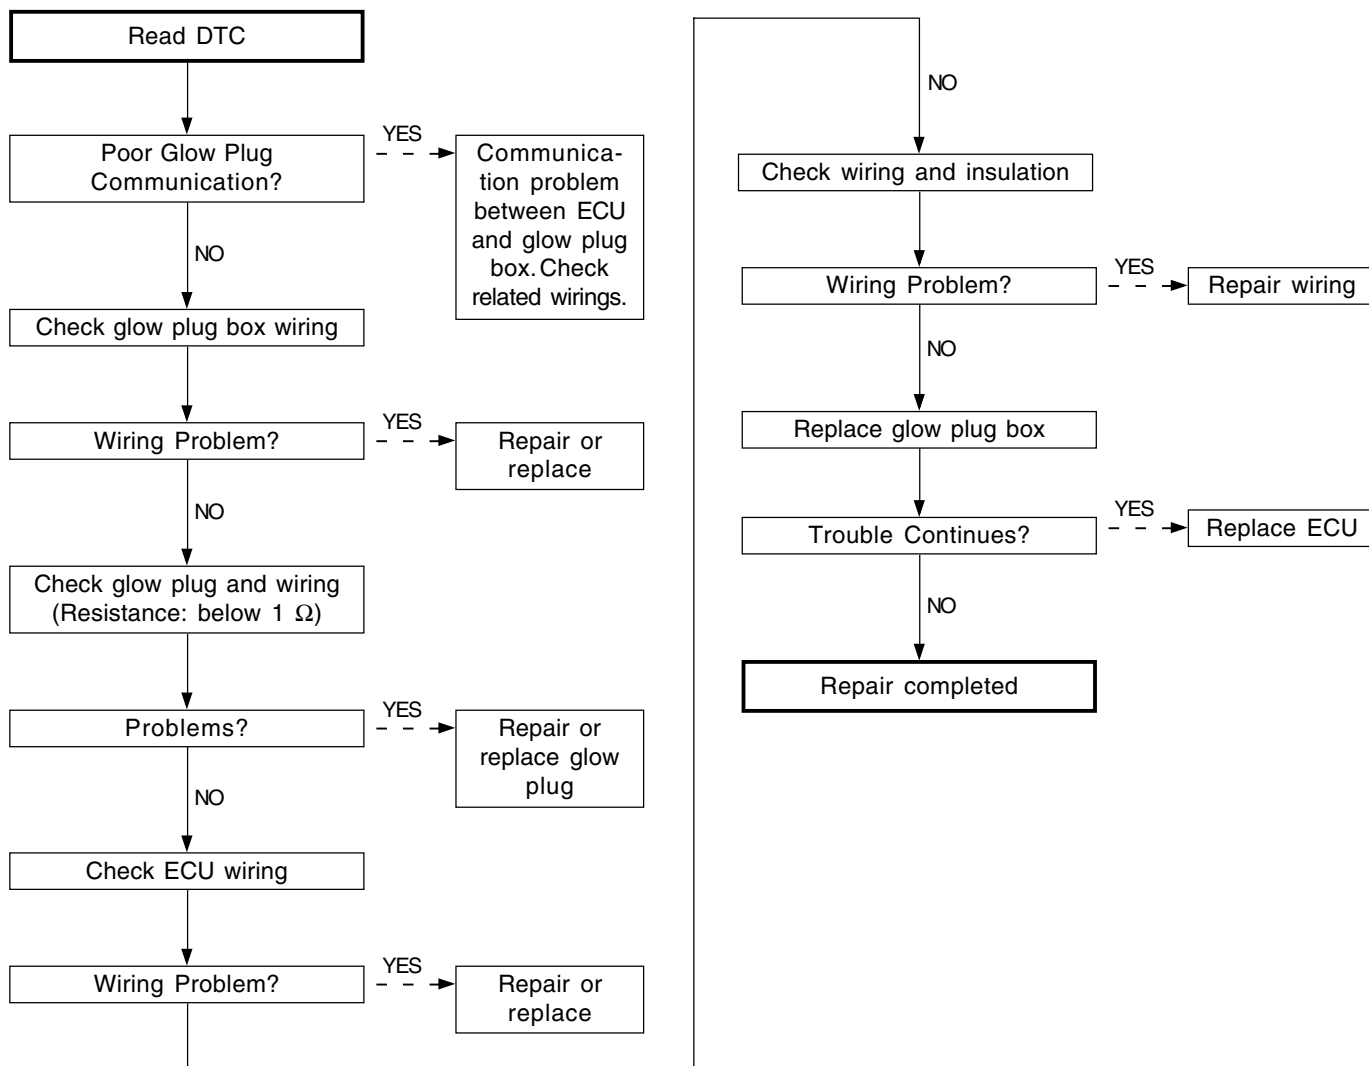 Read DTC
Poor Glow Plug
Communication?
YES
Communica-
tion problem
between ECU
and glow plug
box. Check
related wirings.
NO
Check glow plug box wiring
Wiring Problem?
YES
Repair or
replace
NO
Check glow plug and wiring
(Resistance: below 1 Ω)
Problems?
YES
Repair or
replace glow
plug
NO
Check ECU wiring
Wiring Problem?
YES
Repair or
replace
NO
Check wiring and insulation
Wiring Problem?
YES
Repair wiring
NO
Replace glow plug box
Trouble Continues?
YES
Replace ECU
NO
Repair completed